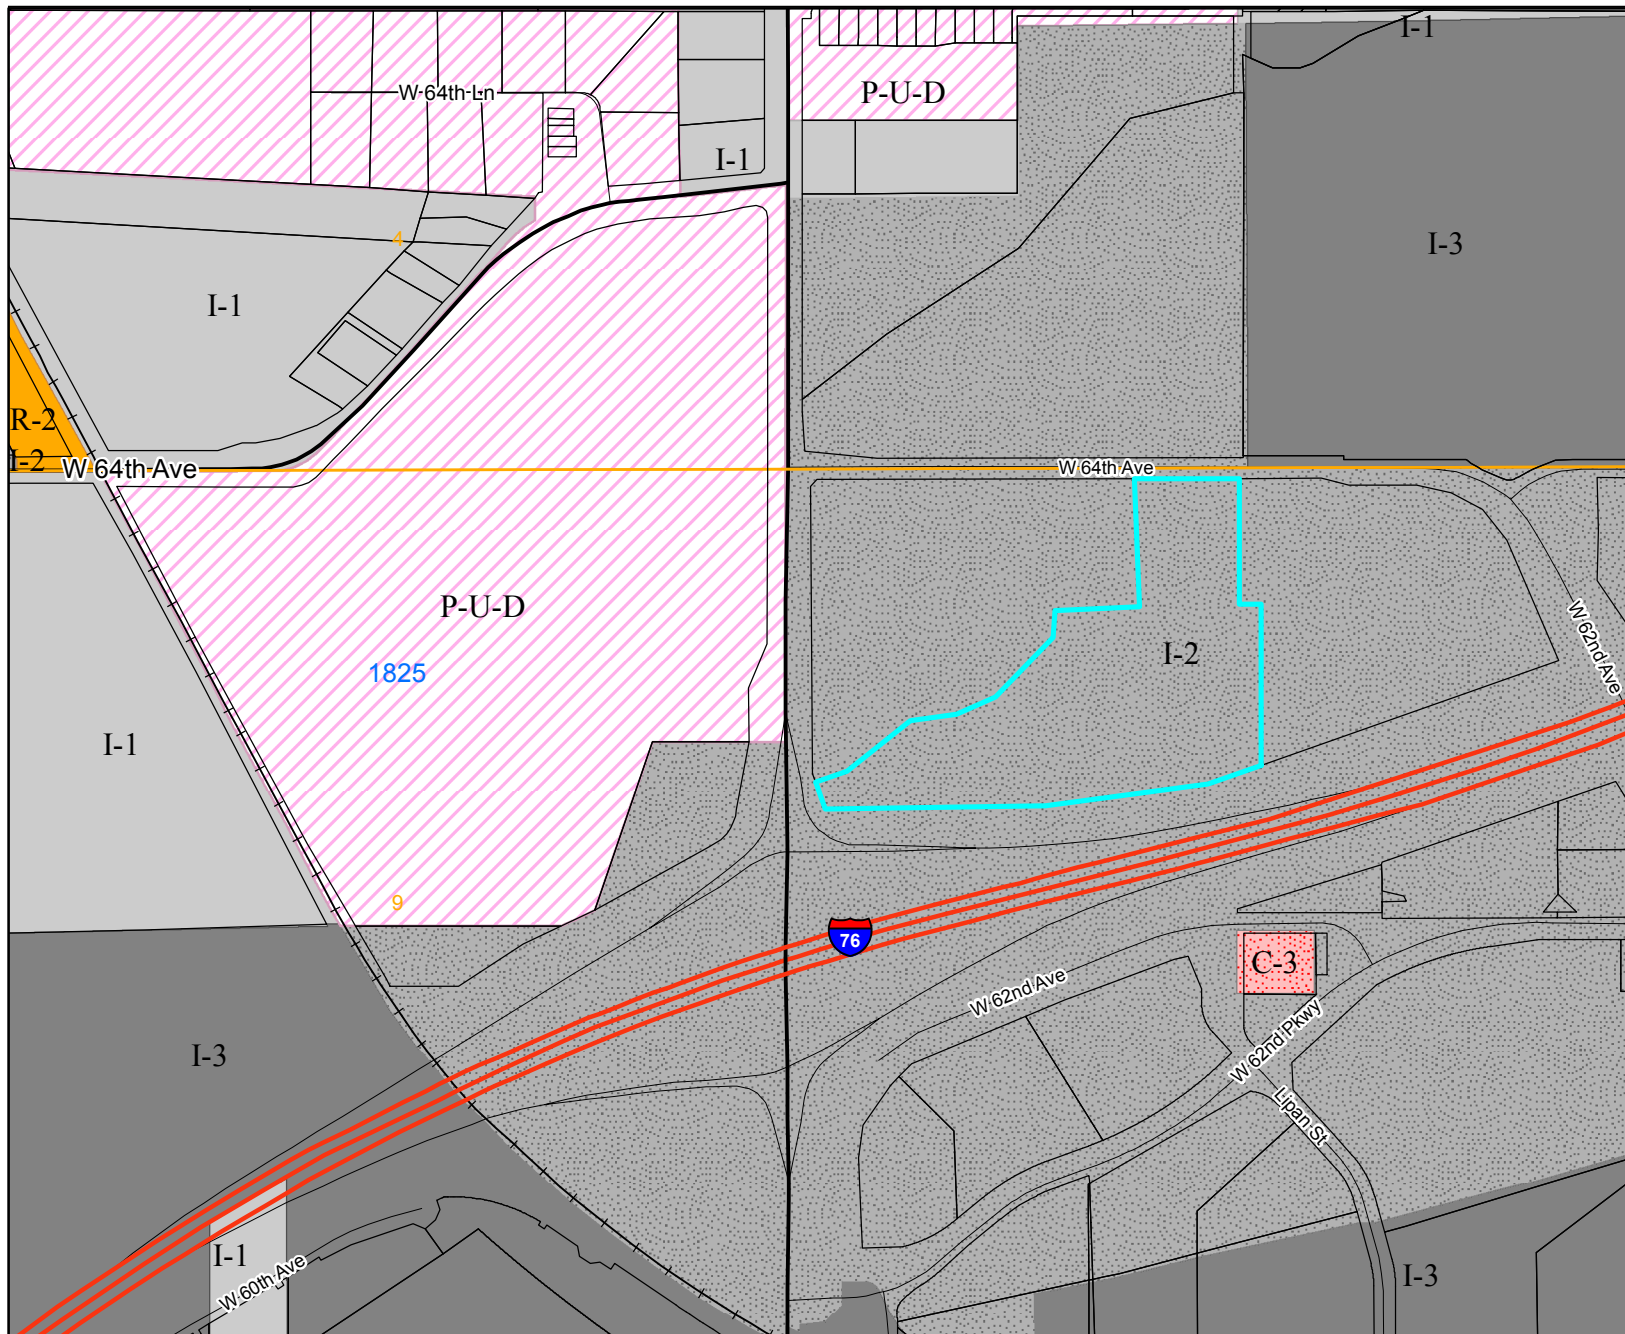 I-1
W 64th Ln
P-U-D
I-1
4
I-3
I-1
R-2
I-2
W 64th Ave
W 64th Ave
P-U-D
W 62nd Ave
I-2
1825
I-1
9
76
C-3
W 62nd Ave
W 62nd Pkwy
I-3
Lipan St
I-1
I-3
W 60th Ave